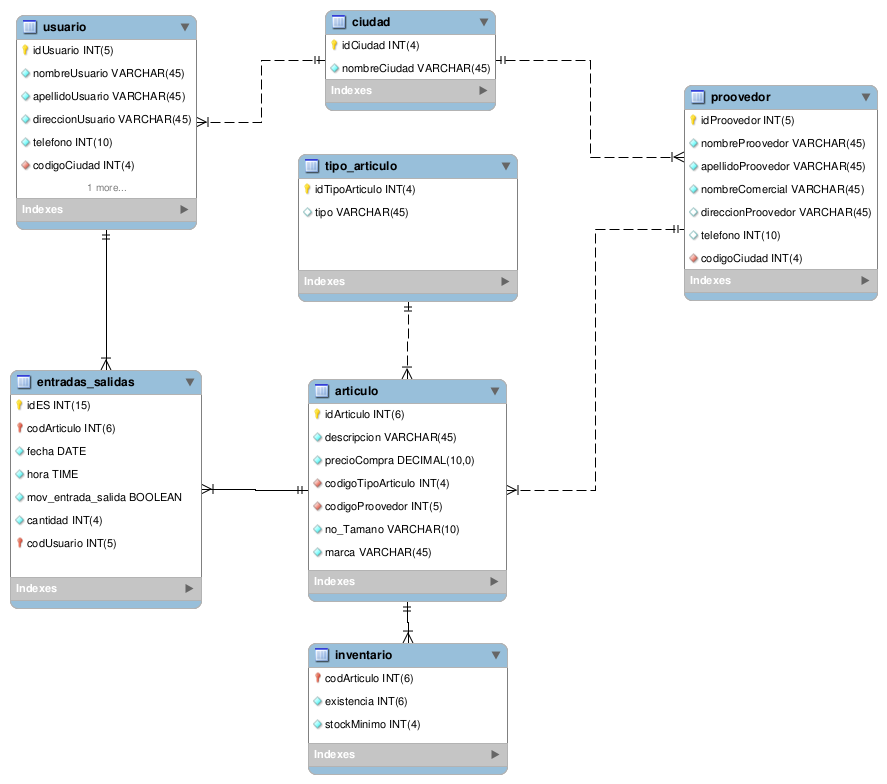 usuario
idUsuario INT(5)
nombreUsuario VARCHAR(45)
apellidoUsuario VARCHAR(45)
direccionUsuario VARCHAR(45)
telefono INT(10)
codigoCiudad INT(4)
1 more...
Indexes
ciudad
idCiudad INT(4)
nombreCiudad VARCHAR(45)
Indexes
proovedor
idProovedor INT(5)
nombreProovedor VARCHAR(45)
apellidoProovedor VARCHAR(45)
nombreComercial VARCHAR(45)
direccionProovedor VARCHAR(45)
telefono INT(10)
codigoCiudad INT(4)
Indexes
tipo_articulo
idTipoArticulo INT(4)
tipo VARCHAR(45)
Indexes
entradas_salidas
idES INT(15)
codArticulo INT(6)
fecha DATE
hora TIME
mov_entrada_salida BOOLEAN
cantidad INT(4)
codUsuario INT(5)
Indexes
articulo
idArticulo INT(6)
descripcion VARCHAR(45)
precioCompra DECIMAL(10,0)
codigoTipoArticulo INT(4)
codigoProovedor INT(5)
no_Tamano VARCHAR(10)
marca VARCHAR(45)
Indexes
inventario
codArticulo INT(6)
existencia INT(6)
stockMinimo INT(4)
Indexes